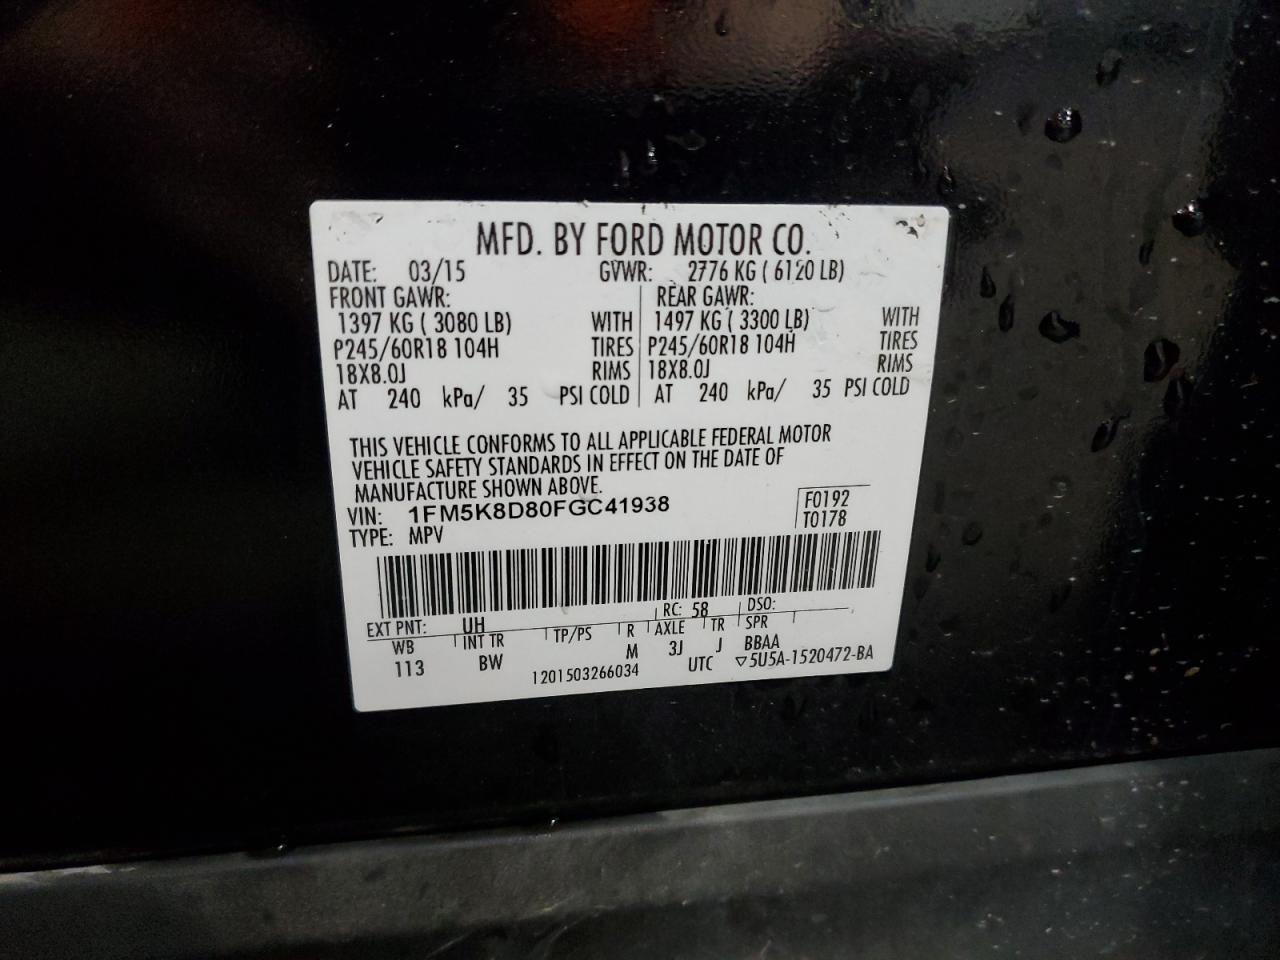 MFD. BY FORD MOTOR CO.
DATE: 03/15 GVWR: 2776 KG ( 6120 LB)
FRONT GAWR: REAR GAWR:
1397 KG ( 3080 LB) WITH 1497 KG ( 3300 LB) WITH
P245/60R18 104H TIRES P245/60R18 104H TIRES
18X8.0J RIMS 18X8.0J RIMS
AT 240 kPa/ 35 PSI COLD AT 240 kPa/ 35 PSI COLD
THIS VEHICLE CONFORMS TO ALL APPLICABLE FEDERAL MOTOR
VEHICLE SAFETY STANDARDS IN EFFECT ON THE DATE OF
MANUFACTURE SHOWN ABOVE.
VIN: 1FM5K8D80FGC41938 F0192
TYPE: MPV T0178
EXT PNT: UH RC: 58 DSO:
WB INT TR TP/PS R AXLE TR SPR
113 BW M 3J J BBAA
1201503266034 UTC ▽5U5A-1520472-BA